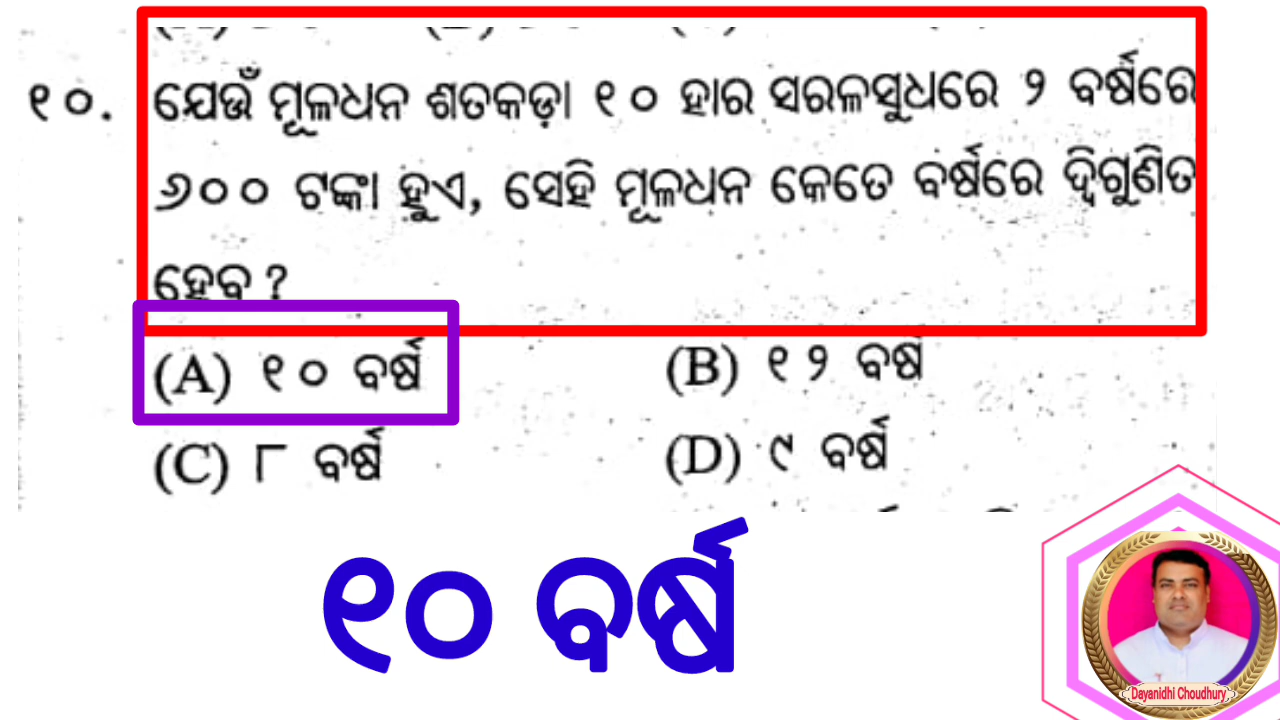 ୧୦. ଯେଉଁ ମୂଳଧନ ଶତକଡ଼ା ୧୦ ହାର ସରଳସୁଧରେ ୨ ବର୍ଷରେ
୬୦୦ ଟଙ୍କା ହୁଏ, ସେହି ମୂଳଧନ କେତେ ବର୍ଷରେ ଦ୍ୱିଗୁଣିତ
ହେବ ?
(A) ୧୦ ବର୍ଷ (B) ୧୨ ବର୍ଷ
(C) ୮ ବର୍ଷ (D) ୯ ବର୍ଷ
୧୦ ବର୍ଷ
Dayanidhi Choudhury